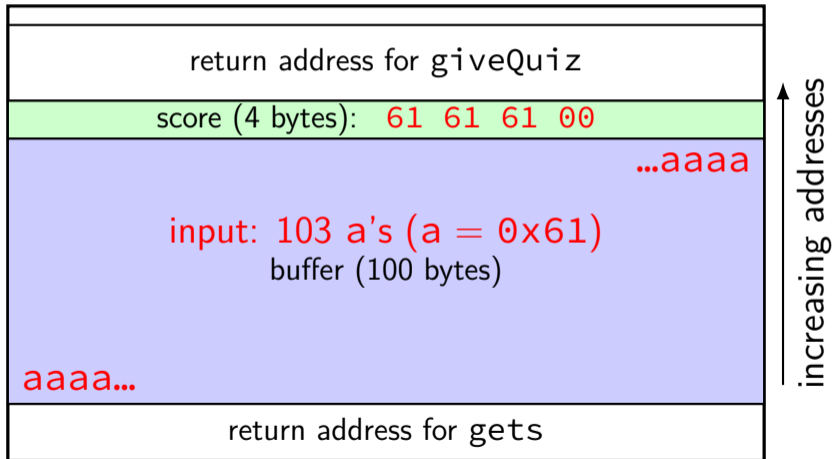 return address for giveQuiz
score (4 bytes): 61 61 61 00
…aaaa
input: 103 a's (a = 0x61)
buffer (100 bytes)
aaaa…
return address for gets
increasing addresses